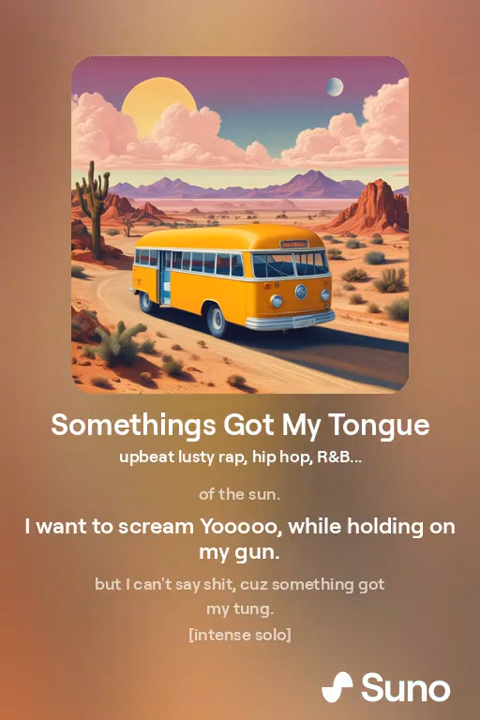 Somethings Got My Tongue
upbeat lusty rap, hip hop, R&B...
of the sun.
I want to scream Yooooo, while holding on
my gun.
but I can't say shit, cuz something got
my tung.
[intense solo]
Suno